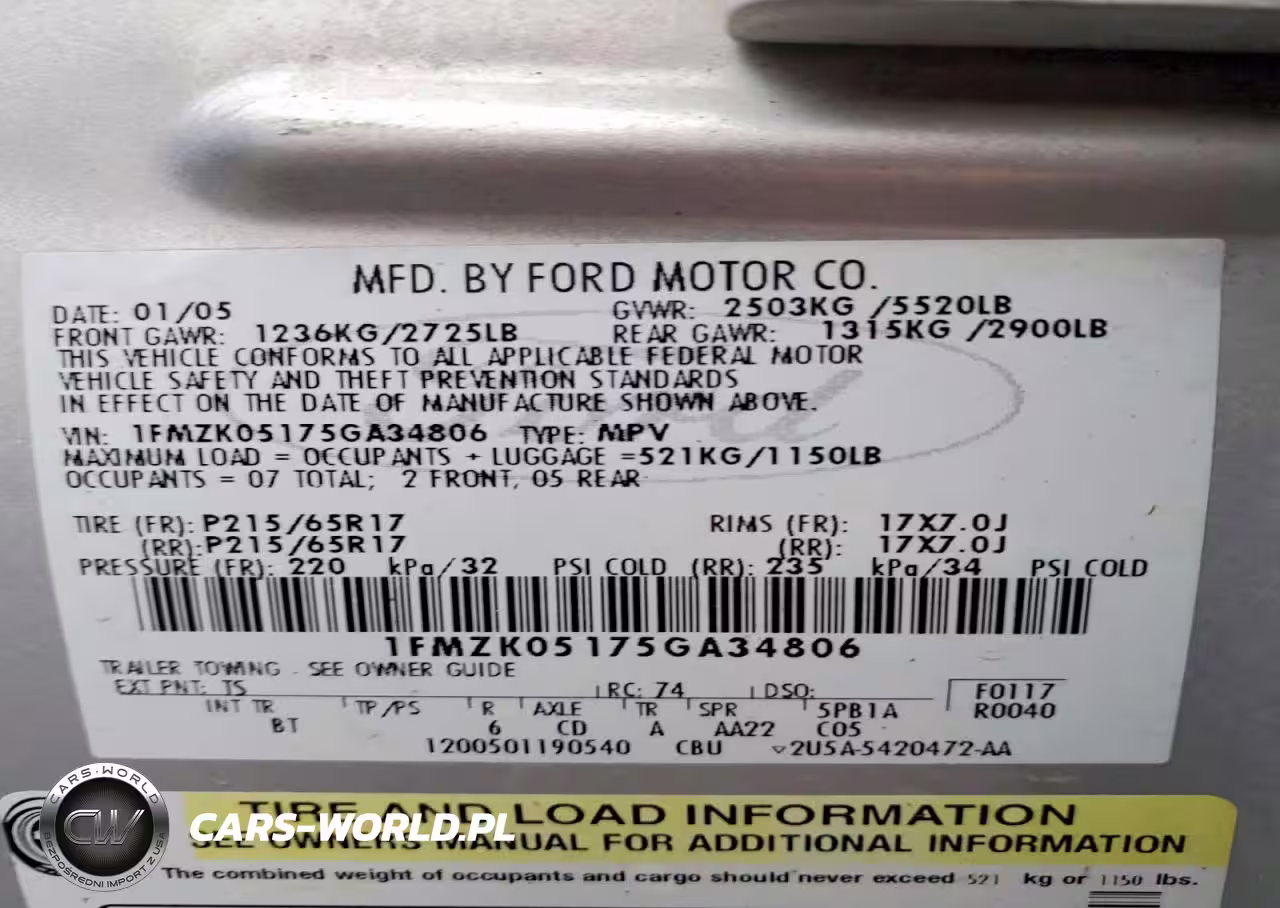 MFD. BY FORD MOTOR CO.
DATE: 01/05 GVWR: 2503KG /5520LB
FRONT GAWR: 1236KG/2725LB REAR GAWR: 1315KG /2900LB
THIS VEHICLE CONFORMS TO ALL APPLICABLE FEDERAL MOTOR
VEHICLE SAFETY AND THEFT PREVENTION STANDARDS
IN EFFECT ON THE DATE OF MANUFACTURE SHOWN ABOVE.
VIN: 1FMZK05175GA34806 TYPE: MPV
MAXIMUM LOAD = OCCUPANTS + LUGGAGE =521KG/1150LB
OCCUPANTS = 07 TOTAL; 2 FRONT, 05 REAR
TIRE (FR): P215/65R17 RIMS (FR): 17X7.0J
(RR): P215/65R17 (RR): 17X7.0J
PRESSURE (FR): 220 kPa/32 PSI COLD (RR): 235 kPa/34 PSI COLD
1FMZK05175GA34806
TRAILER TOWING - SEE OWNER GUIDE
EXT PNT: TS RC: 74 DSO: F0117
INT TR TP/PS R AXLE TR SPR 5PB1A R0040
BT 6 CD A AA22 C05
1200501190540 CBU 2U5A-5420472-AA
TIRE AND LOAD INFORMATION
SEE OWNERS MANUAL FOR ADDITIONAL INFORMATION
The combined weight of occupants and cargo should never exceed 521 kg or 1150 lbs.
CARS-WORLD
CW
BEZPOŚREDNI IMPORT Z USA
CARS-WORLD.PL